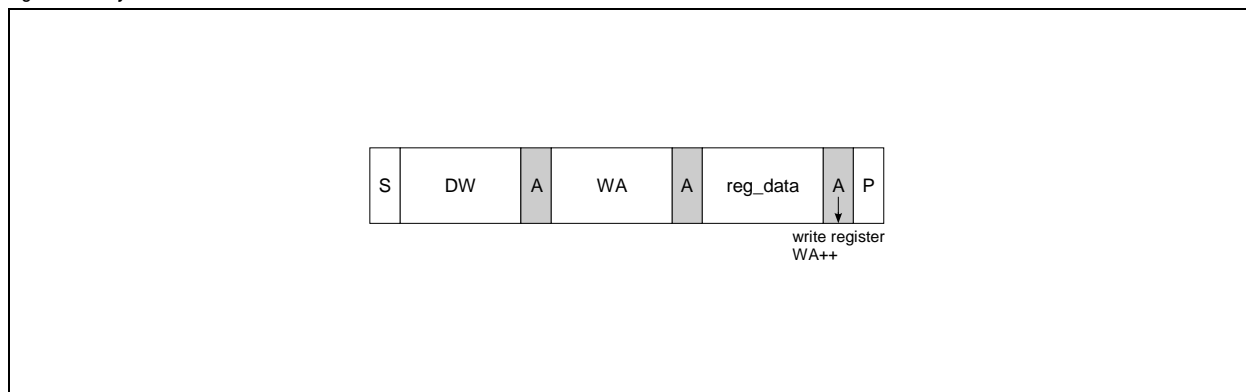 S DW A WA A reg_data A P
write register
WA++